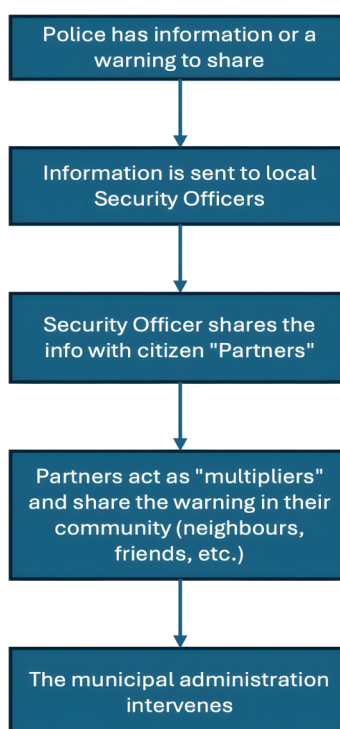 Police has information or a
warning to share
Information is sent to local
Security Officers
Security Officer shares the
info with citizen "Partners"
Partners act as "multipliers"
and share the warning in their
community (neighbours,
friends, etc.)
The municipal administration
intervenes